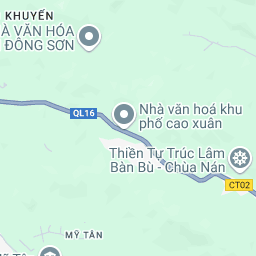 KHUYẾN
À VĂN HÓA
ĐÔNG SƠN
QL16
Nhà văn hoá khu
phố cao xuân
Thiền Tự Trúc Lâm
Bàn Bù - Chùa Nán
CT02
MỸ TÂN